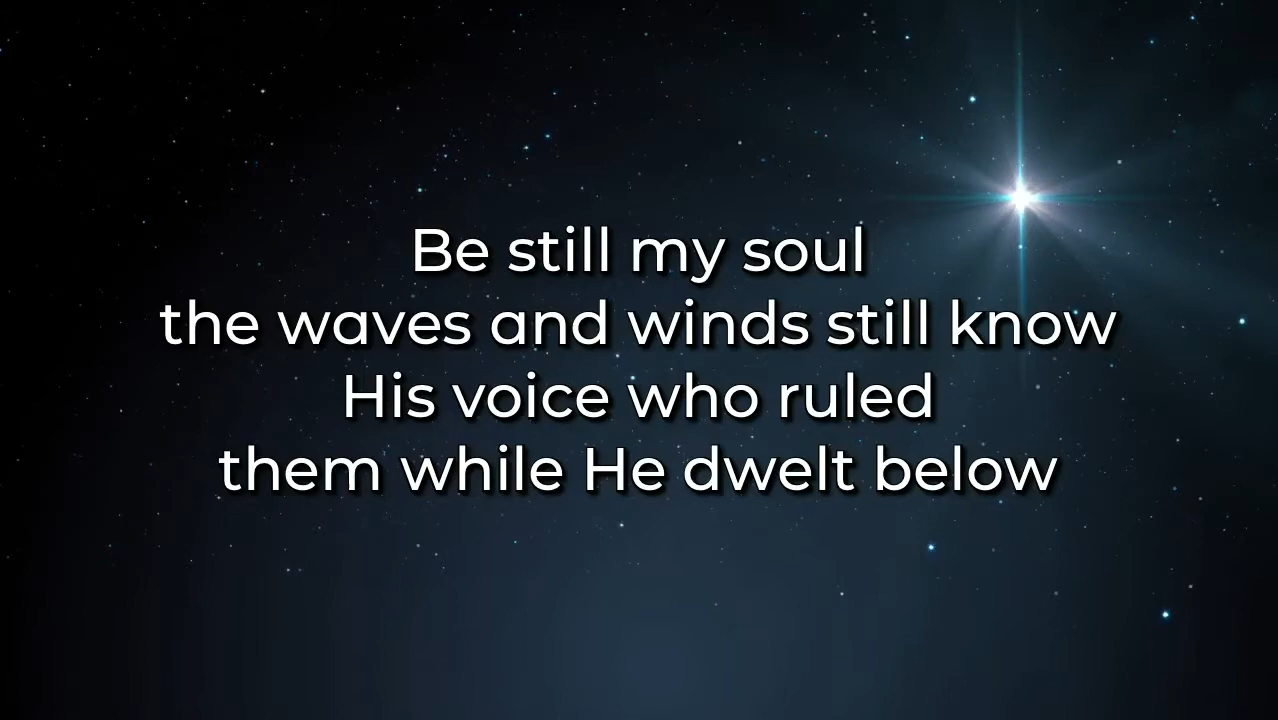 Be still my soul
the waves and winds still know
His voice who ruled
them while He dwelt below